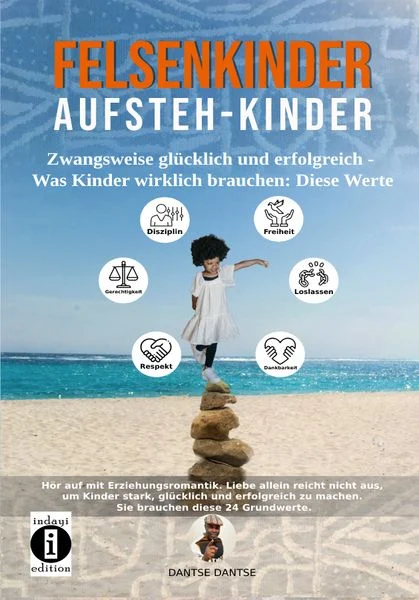 FELSENKINDER
AUFSTEH-KINDER
Zwangsweise glücklich und erfolgreich -
Was Kinder wirklich brauchen: Diese Werte
Disziplin
Freiheit
Gerechtigkeit
Loslassen
Respekt
Dankbarkeit
Hör auf mit Erziehungsromantik. Liebe allein reicht nicht aus,
um Kinder stark, glücklich und erfolgreich zu machen.
Sie brauchen diese 24 Grundwerte.
indayi
i
edition
DANTSE DANTSE